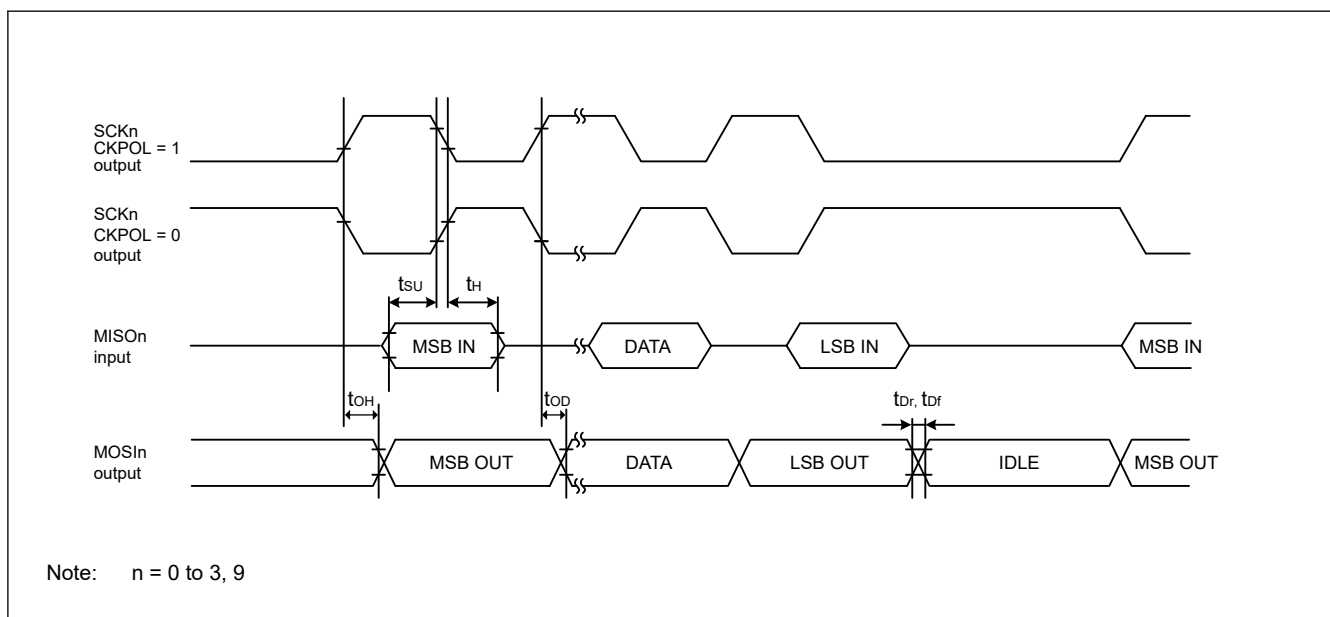 SCKn
CKPOL = 1
output
SCKn
CKPOL = 0
output
tSU
tH
MISOn
input
MSB IN
DATA
LSB IN
MSB IN
tOH
tOD
tDr, tDf
MOSIn
output
MSB OUT
DATA
LSB OUT
IDLE
MSB OUT
Note: n = 0 to 3, 9